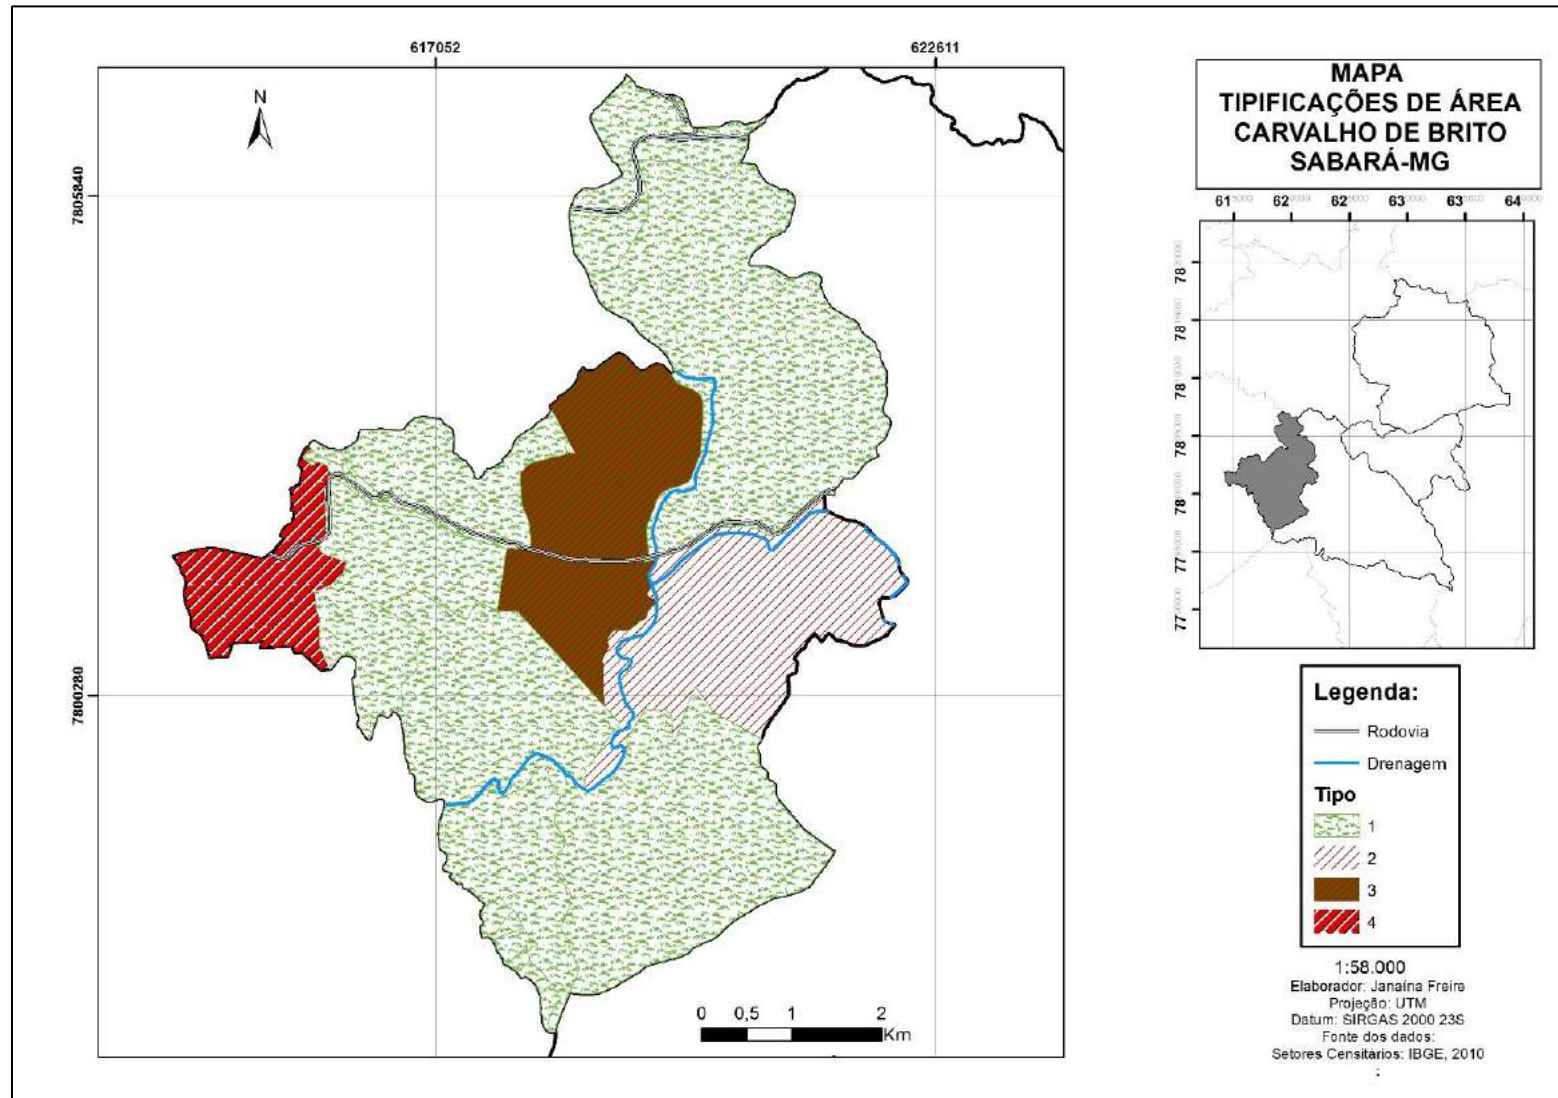 617052
622611
N
7805840
7800280
0 0,5 1 2
Km
MAPA
TIPIFICAÇÕES DE ÁREA
CARVALHO DE BRITO
SABARÁ-MG
Legenda:
Rodovia
Drenagem
Tipo
1
2
3
4
1:58.000
Elaborador: Janaína Freire
Projeção: UTM
Datum: SIRGAS 2000 23S
Fonte dos dados:
Setores Censitários: IBGE, 2010
: